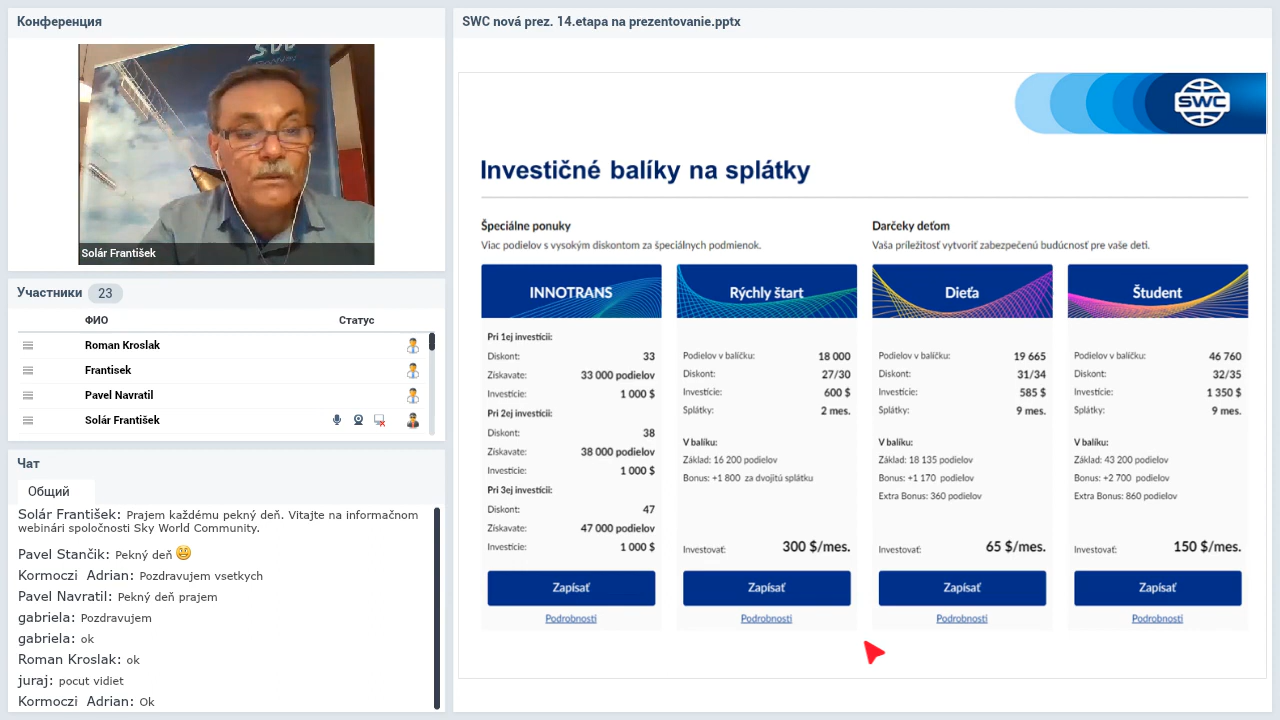 Конференция
Solár František
Участники 23
ФИО Статус
Roman Kroslak
Frantisek
Pavel Navratil
Solár František
Чат
Общий
Solár František: Prajem každému pekný deň. Vitajte na informačnom
webinári spoločnosti Sky World Community.
Pavel Stančik: Pekný deň
Kormoczi Adrian: Pozdravujem vsetkych
Pavel Navratil: Pekný deň prajem
gabriela: Pozdravujem
gabriela: ok
Roman Kroslak: ok
juraj: pocut vidiet
Kormoczi Adrian: Ok
SWC nová prez. 14.etapa na prezentovanie.pptx
SWC
Investičné balíky na splátky
Špeciálne ponuky
Viac podielov s vysokým diskontom za špeciálnych podmienok.
Darčeky deťom
Vaša príležitosť vytvoriť zabezpečenú budúcnosť pre vaše deti.
INNOTRANS
Pri 1ej investícii:
Diskont: 33
Získavate: 33 000 podielov
Investície: 1 000 $
Pri 2ej investícii:
Diskont: 38
Získavate: 38 000 podielov
Investície: 1 000 $
Pri 3ej investícii:
Diskont: 47
Získavate: 47 000 podielov
Investície: 1 000 $
Zapísať
Podrobnosti
Rýchly štart
Podielov v balíčku: 18 000
Diskont: 27/30
Investície: 600 $
Splátky: 2 mes.
V balíku:
Základ: 16 200 podielov
Bonus: +1 800 za dvojitú splátku
Investovať: 300 $/mes.
Zapísať
Podrobnosti
Dieťa
Podielov v balíčku: 19 665
Diskont: 31/34
Investície: 585 $
Splátky: 9 mes.
V balíku:
Základ: 18 135 podielov
Bonus: +1 170 podielov
Extra Bonus: 360 podielov
Investovať: 65 $/mes.
Zapísať
Podrobnosti
Študent
Podielov v balíčku: 46 760
Diskont: 32/35
Investície: 1 350 $
Splátky: 9 mes.
V balíku:
Základ: 43 200 podielov
Bonus: +2 700 podielov
Extra Bonus: 860 podielov
Investovať: 150 $/mes.
Zapísať
Podrobnosti